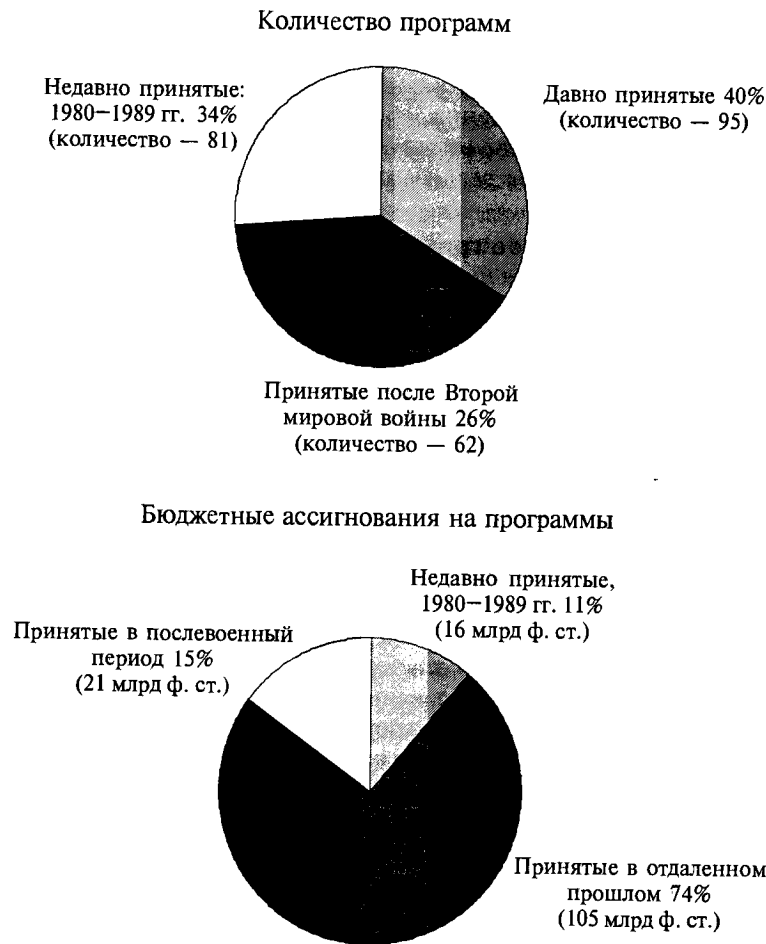 Количество программ
Недавно принятые:
1980—1989 гг. 34%
(количество — 81)
Давно принятые 40%
(количество — 95)
Принятые после Второй
мировой войны 26%
(количество — 62)
Бюджетные ассигнования на программы
Недавно принятые,
1980—1989 гг. 11%
(16 млрд ф. ст.)
Принятые в послевоенный
период 15%
(21 млрд ф. ст.)
Принятые в отдаленном
прошлом 74%
(105 млрд ф. ст.)